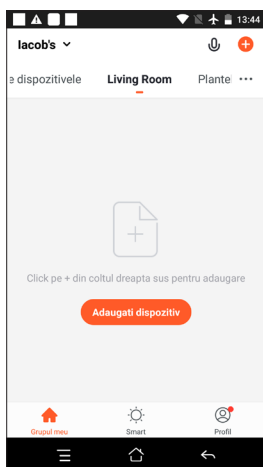 13:44
Iacob's
e dispozitivele Living Room Plante
Click pe + din coltul dreapta sus pentru adaugare
Adaugati dispozitiv
Grupul meu Smart Profil